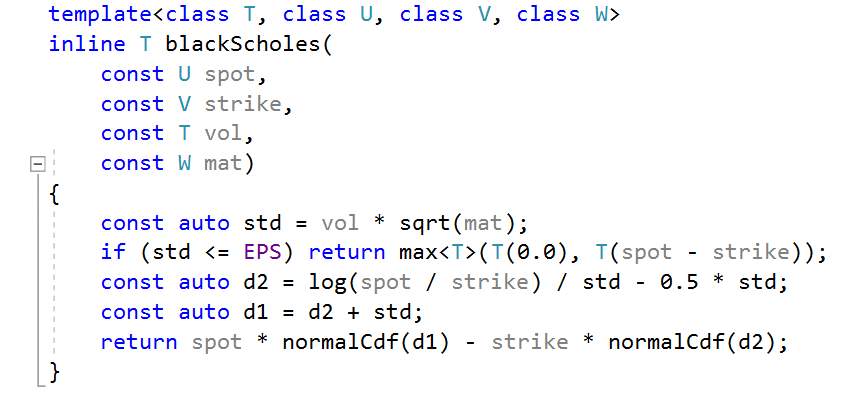 template<class T, class U, class V, class W>
inline T blackScholes(
    const U spot,
    const V strike,
    const T vol,
    const W mat)
{
    const auto std = vol * sqrt(mat);
    if (std <= EPS) return max<T>(T(0.0), T(spot - strike));
    const auto d2 = log(spot / strike) / std - 0.5 * std;
    const auto d1 = d2 + std;
    return spot * normalCdf(d1) - strike * normalCdf(d2);
}